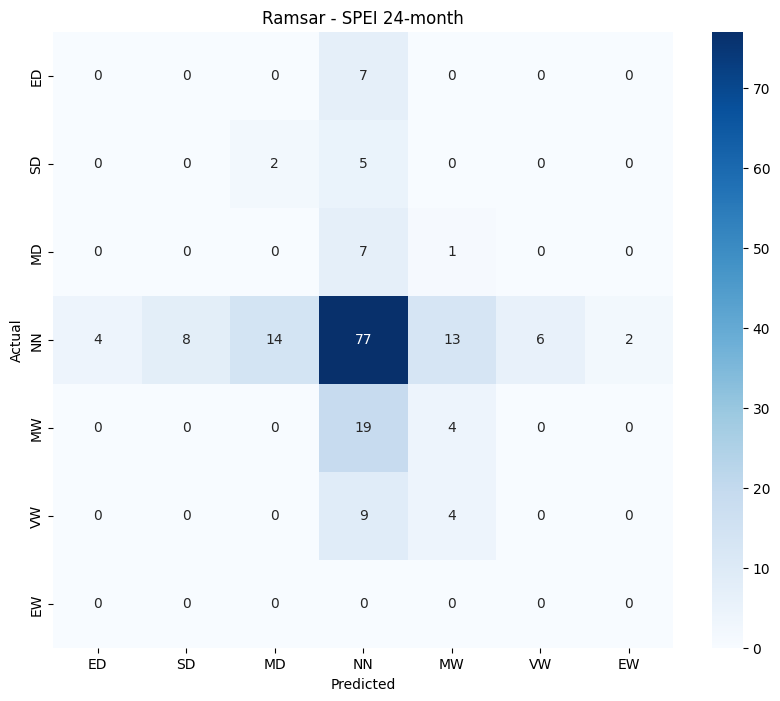 Ramsar - SPEI 24-month
Actual
ED 0 0 0 7 0 0 0
SD 0 0 2 5 0 0 0
MD 0 0 0 7 1 0 0
NN 4 8 14 77 13 6 2
MW 0 0 0 19 4 0 0
VW 0 0 0 9 4 0 0
EW 0 0 0 0 0 0 0
ED SD MD NN MW VW EW
Predicted
70
60
50
40
30
20
10
0